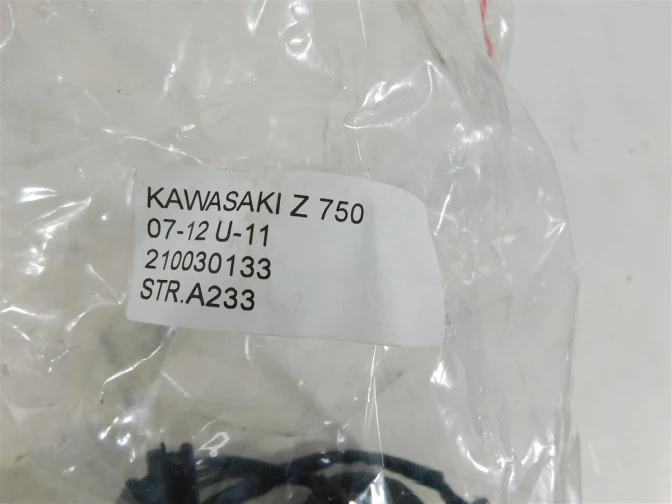 KAWASAKI Z 750
07-12 U-11
210030133
STR.A233